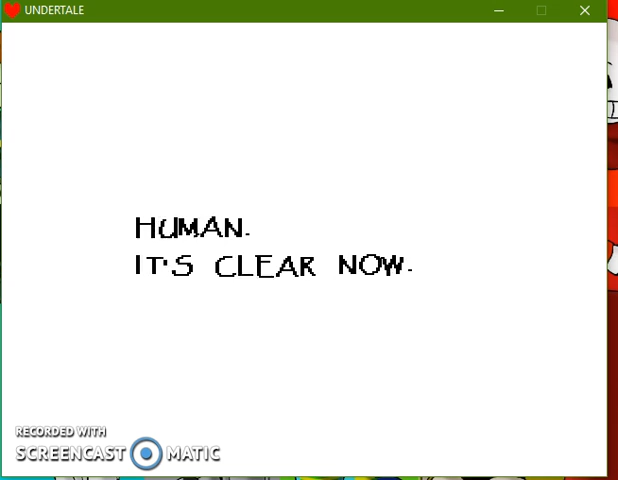 UNDERTALE
HUMAN.
IT'S CLEAR NOW.
RECORDED WITH
SCREENCAST MATIC